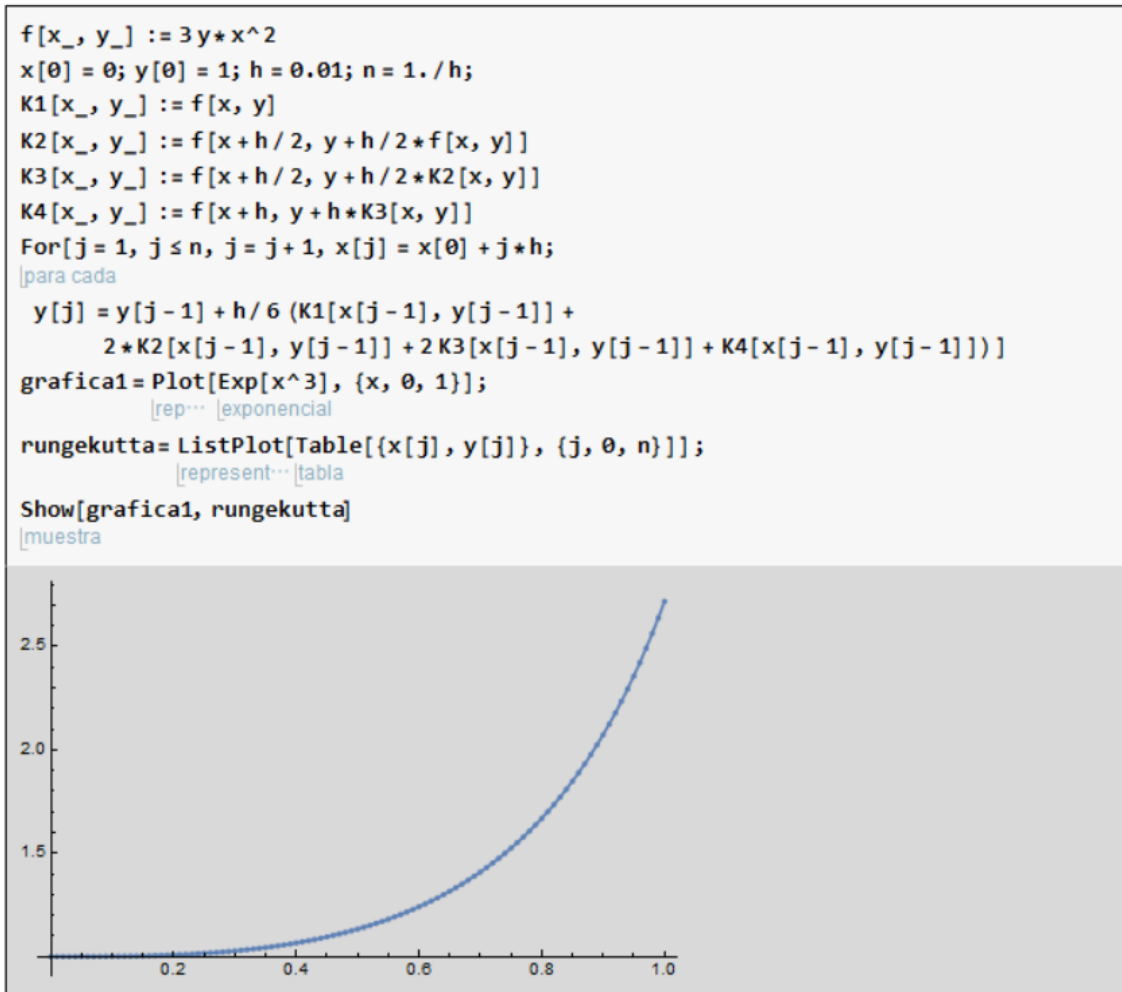 f[x_, y_] := 3 y * x^2
x[0] = 0; y[0] = 1; h = 0.01; n = 1. / h;
K1[x_, y_] := f[x, y]
K2[x_, y_] := f[x + h / 2, y + h / 2 * f[x, y]]
K3[x_, y_] := f[x + h / 2, y + h / 2 * K2[x, y]]
K4[x_, y_] := f[x + h, y + h * K3[x, y]]
For[j = 1, j ≤ n, j = j + 1, x[j] = x[0] + j * h;
para cada
y[j] = y[j - 1] + h / 6 (K1[x[j - 1], y[j - 1]] +
2 * K2[x[j - 1], y[j - 1]] + 2 K3[x[j - 1], y[j - 1]] + K4[x[j - 1], y[j - 1]])]
grafica1 = Plot[Exp[x^3], {x, 0, 1}];
rep⋯ exponencial
rungekutta = ListPlot[Table[{x[j], y[j]}, {j, 0, n}]];
represent⋯ tabla
Show[grafica1, rungekutta]
muestra
2.5
2.0
1.5
0.2 0.4 0.6 0.8 1.0